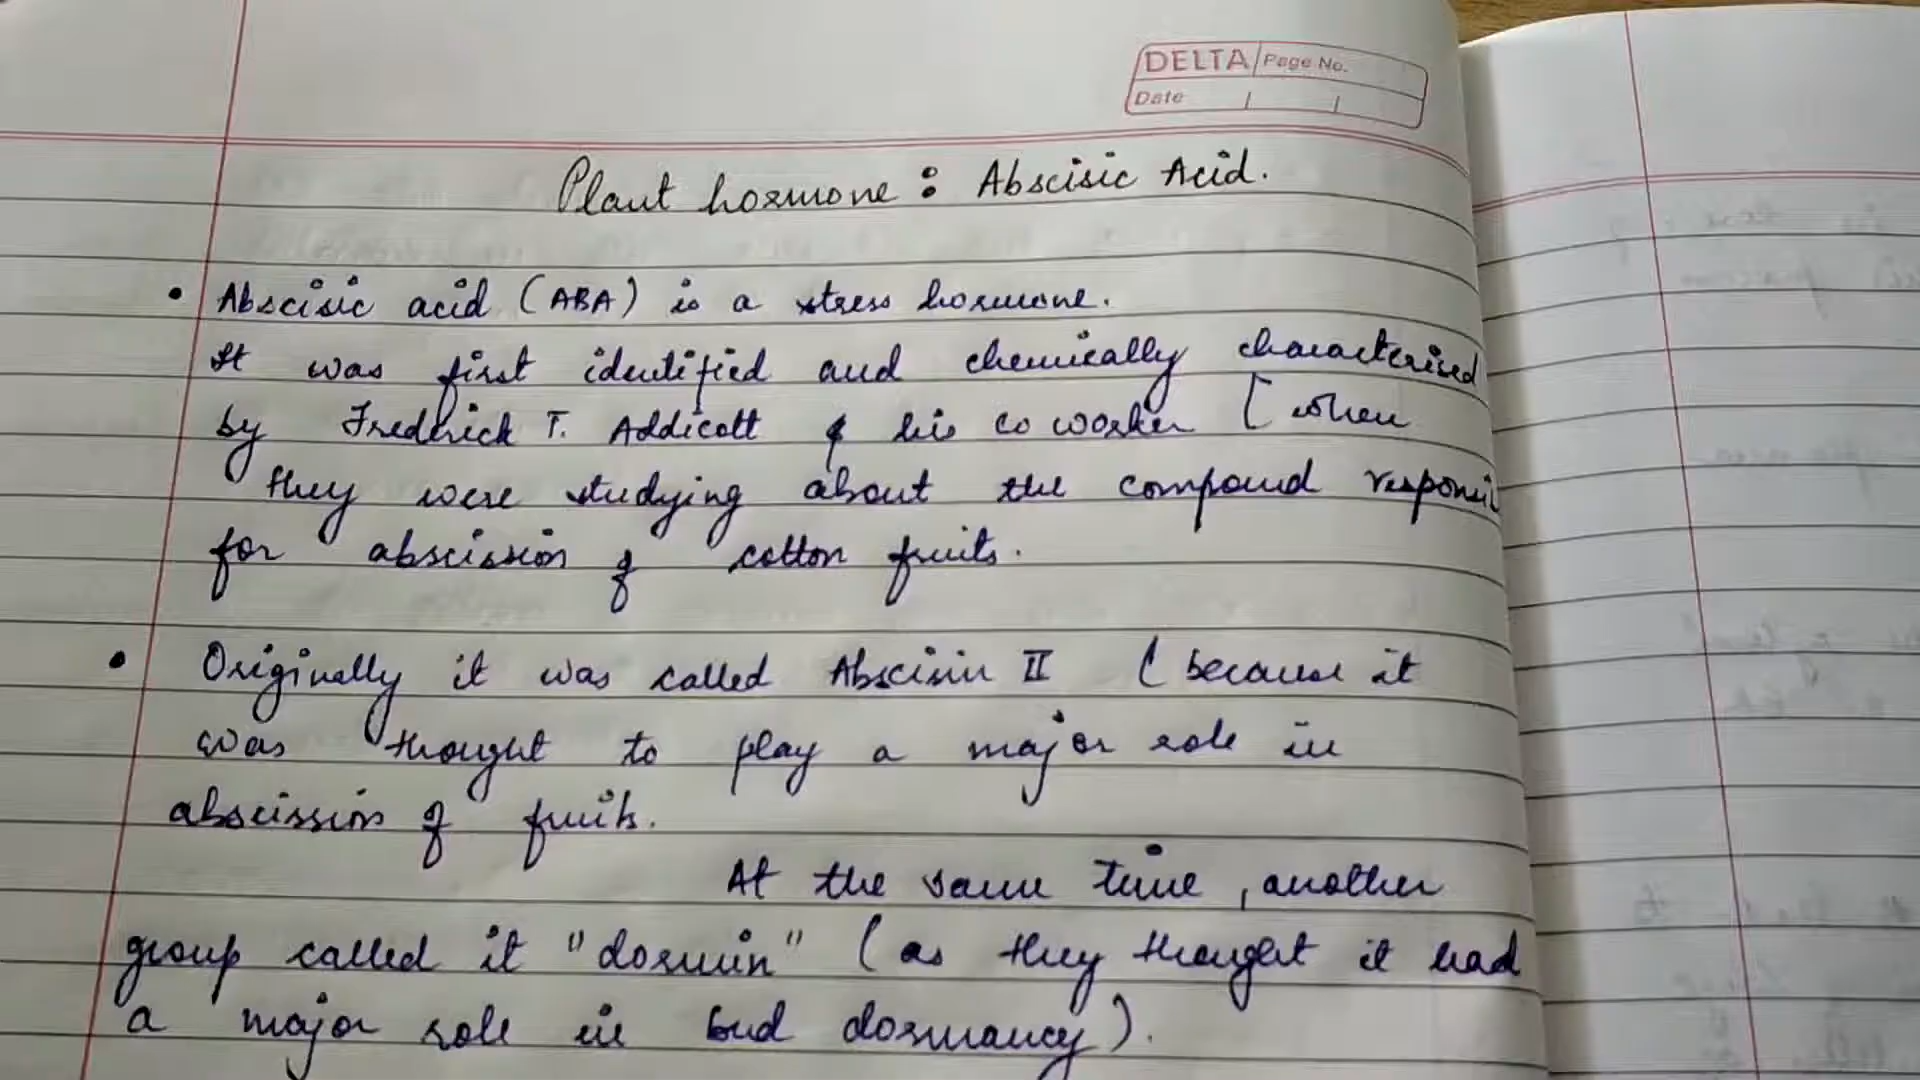 DELTA Page No.
Date
Plant hormone : Abscisic Acid.
• Abscisic acid (ABA) is a stress hormone.
It was first identified and chemically characterised
by Frederick T. Addicott & his co worker [ when
they were studying about the compound responsi
for abscission of cotton fruits.
• Originally it was called Abscisin II ( because it
was thought to play a major role in
abscission of fruits.
At the same time, another
group called it "dormin" (as they thought it had
a major role in bud dormancy).